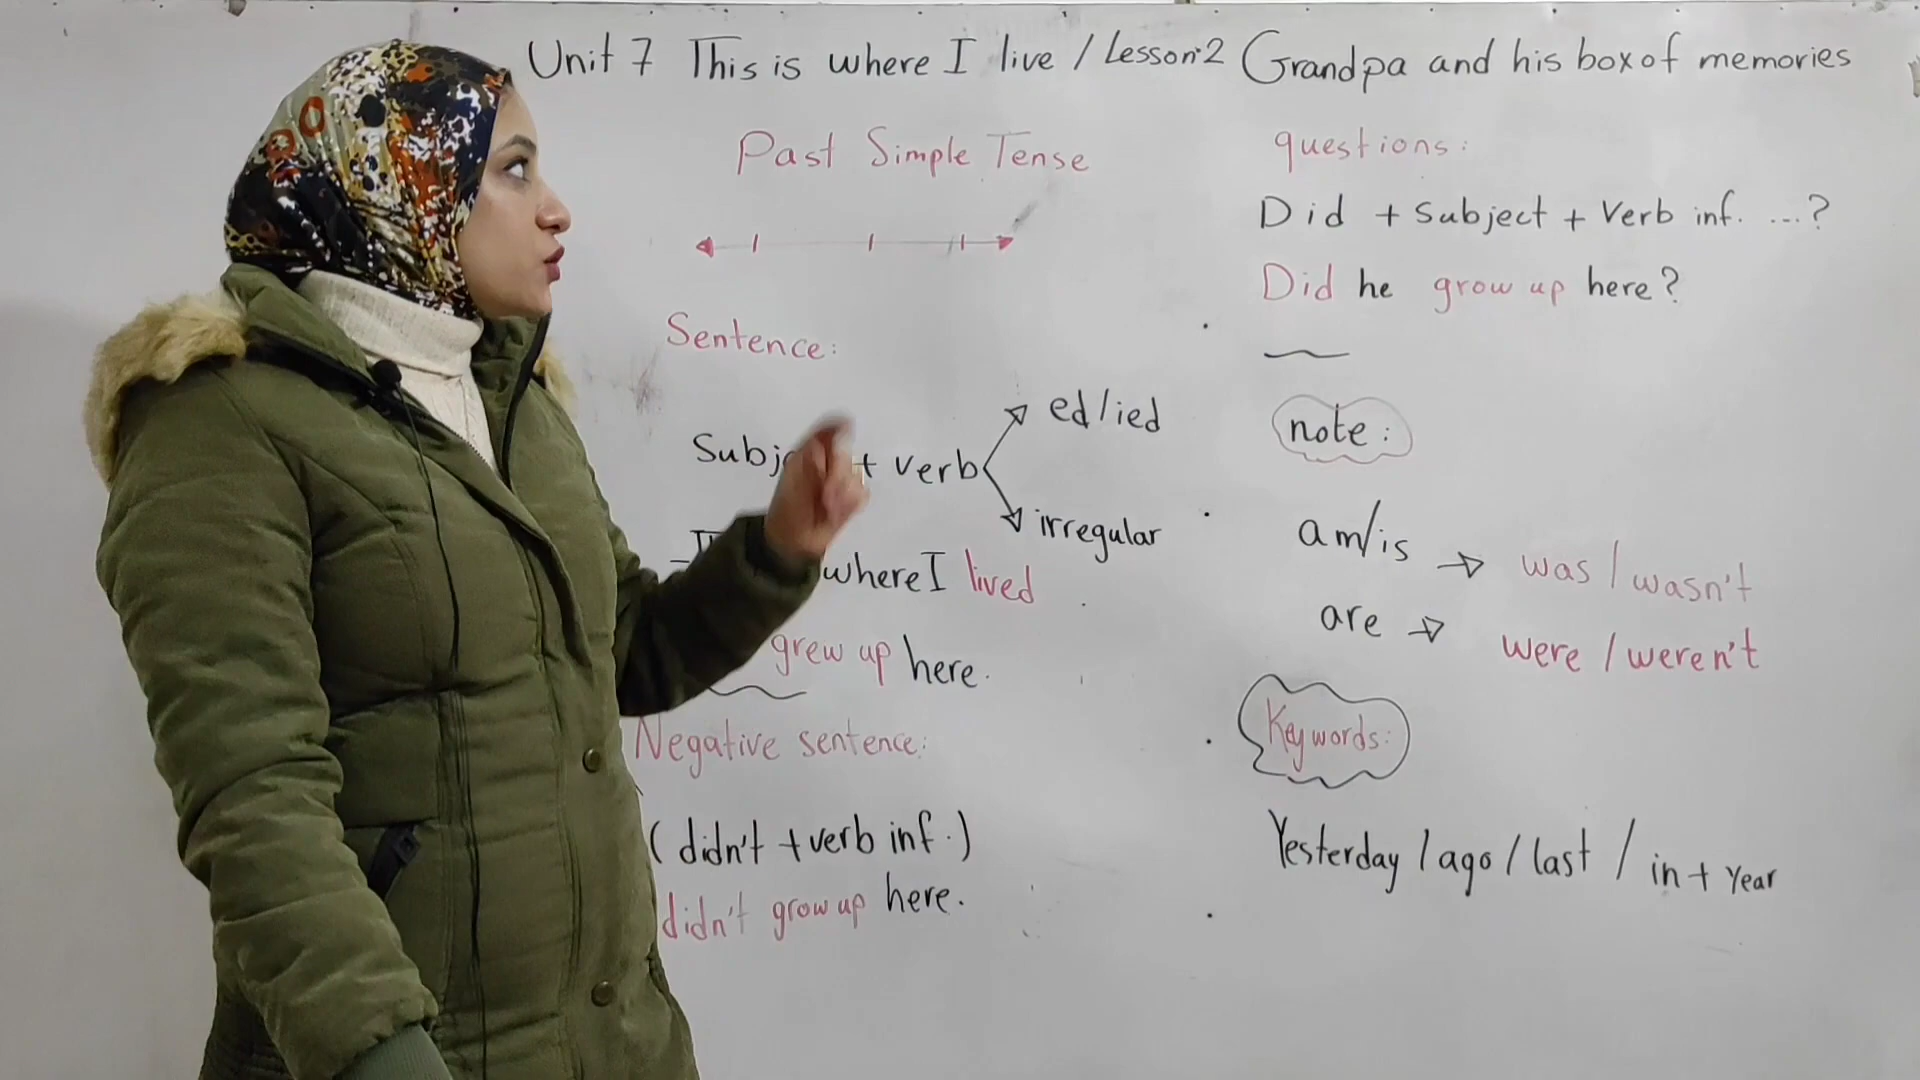 Unit 7 This is where I live / Lesson:2 Grandpa and his box of memories
Past Simple Tense
Sentence:
+ verb
ed/ied
irregular
where I lived
grew up here.
Negative sentence:
(didn't + verb inf.)
didn't grow up here.
questions:
Did + Subject + Verb inf. ...?
Did he grow up here?
note:
am/is → was / wasn't
are → were / weren't
Keywords:
Yesterday / ago / last / in + Year